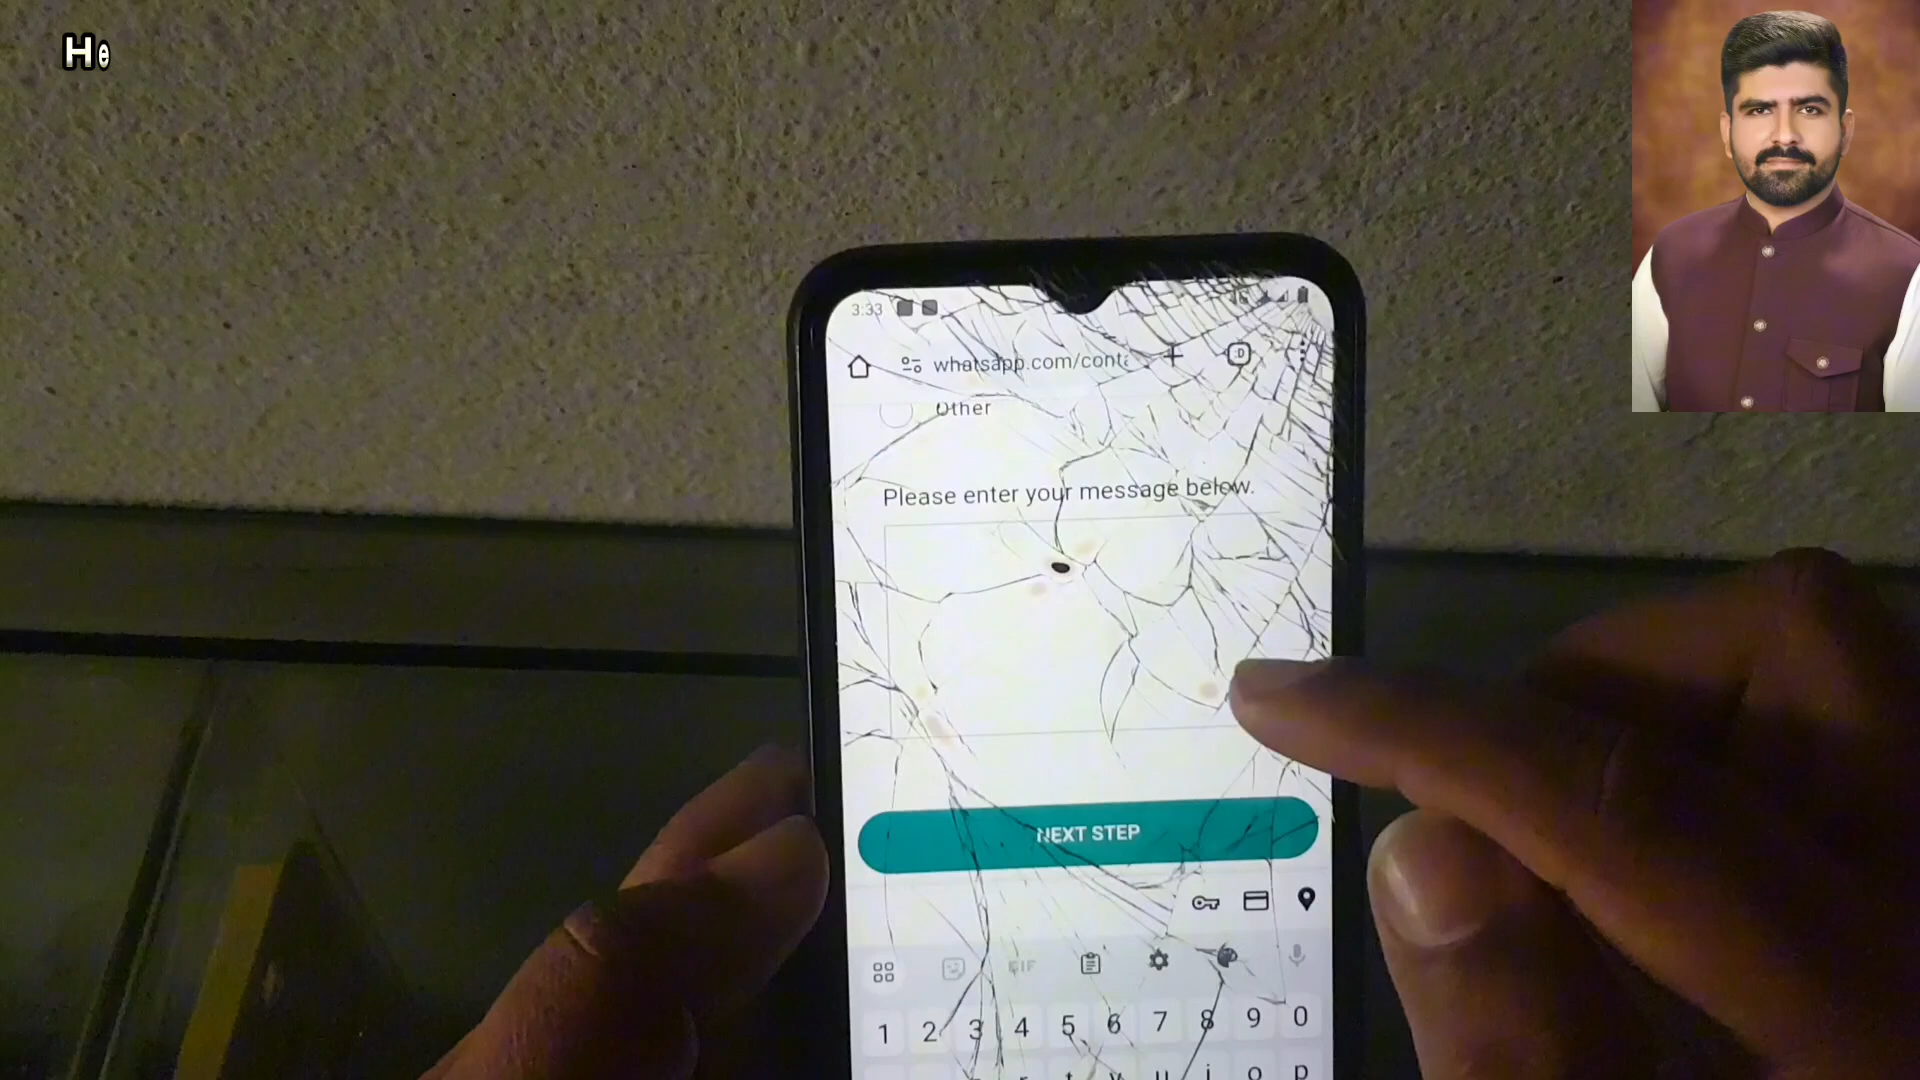 He
3:33
whatsapp.com/conta
:D
Other
Please enter your message below.
NEXT STEP
GIF
1 2 3 4 5 6 7 8 9 0
r t y u i o p